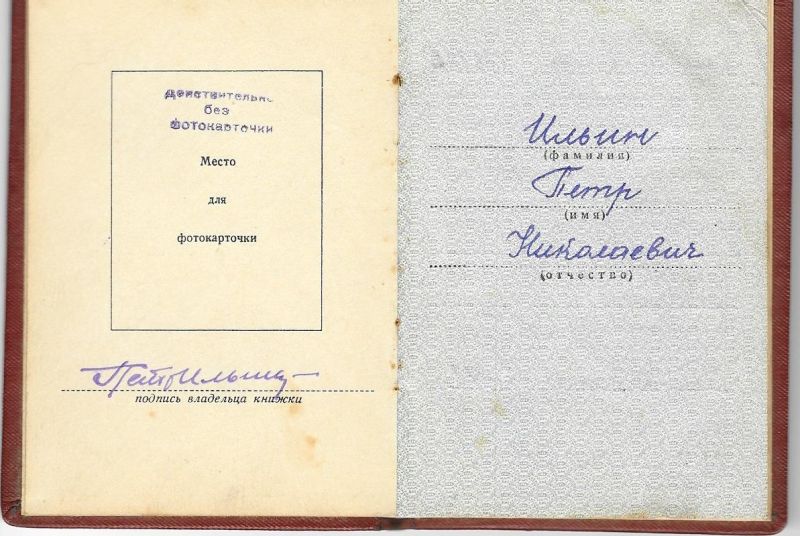 Действительно
без
фотокарточки
Место
для
фотокарточки
Петр Ильин
подпись владельца книжки
Ильин
(фамилия)
Петр
(имя)
Николаевич
(отчество)